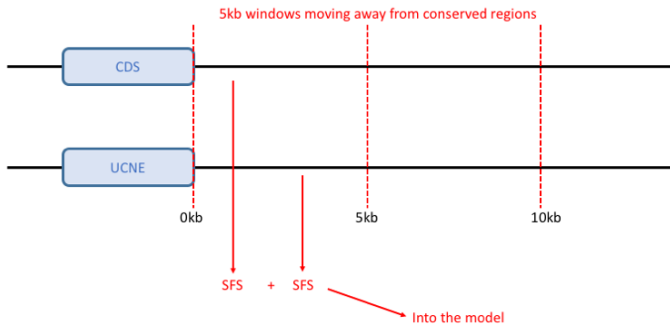 5kb windows moving away from conserved regions
CDS
UCNE
0kb 5kb 10kb
SFS + SFS
Into the model